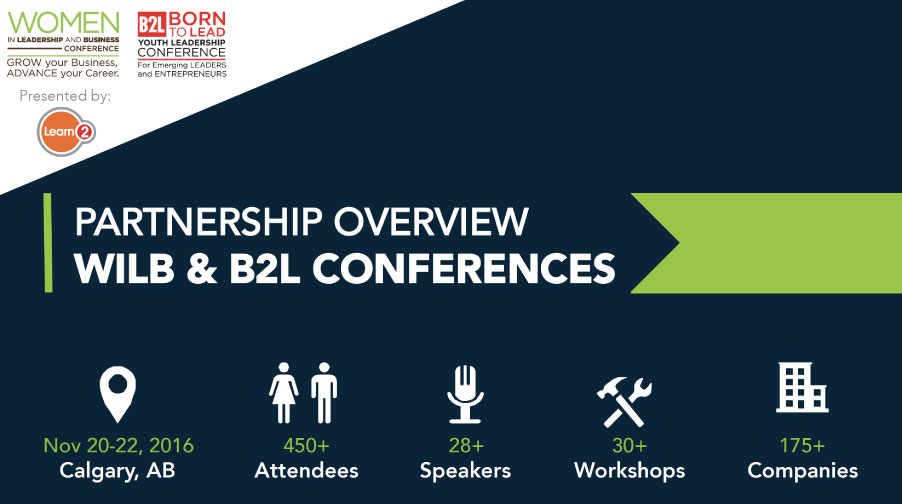 WOMEN
IN LEADERSHIP AND BUSINESS
CONFERENCE
GROW your Business,
ADVANCE your Career.
B2L BORN
TO LEAD
YOUTH LEADERSHIP
CONFERENCE
For Emerging LEADERS
and ENTREPRENEURS
Presented by:
Learn 2
PARTNERSHIP OVERVIEW
WILB & B2L CONFERENCES
Nov 20-22, 2016
Calgary, AB
450+
Attendees
28+
Speakers
30+
Workshops
175+
Companies